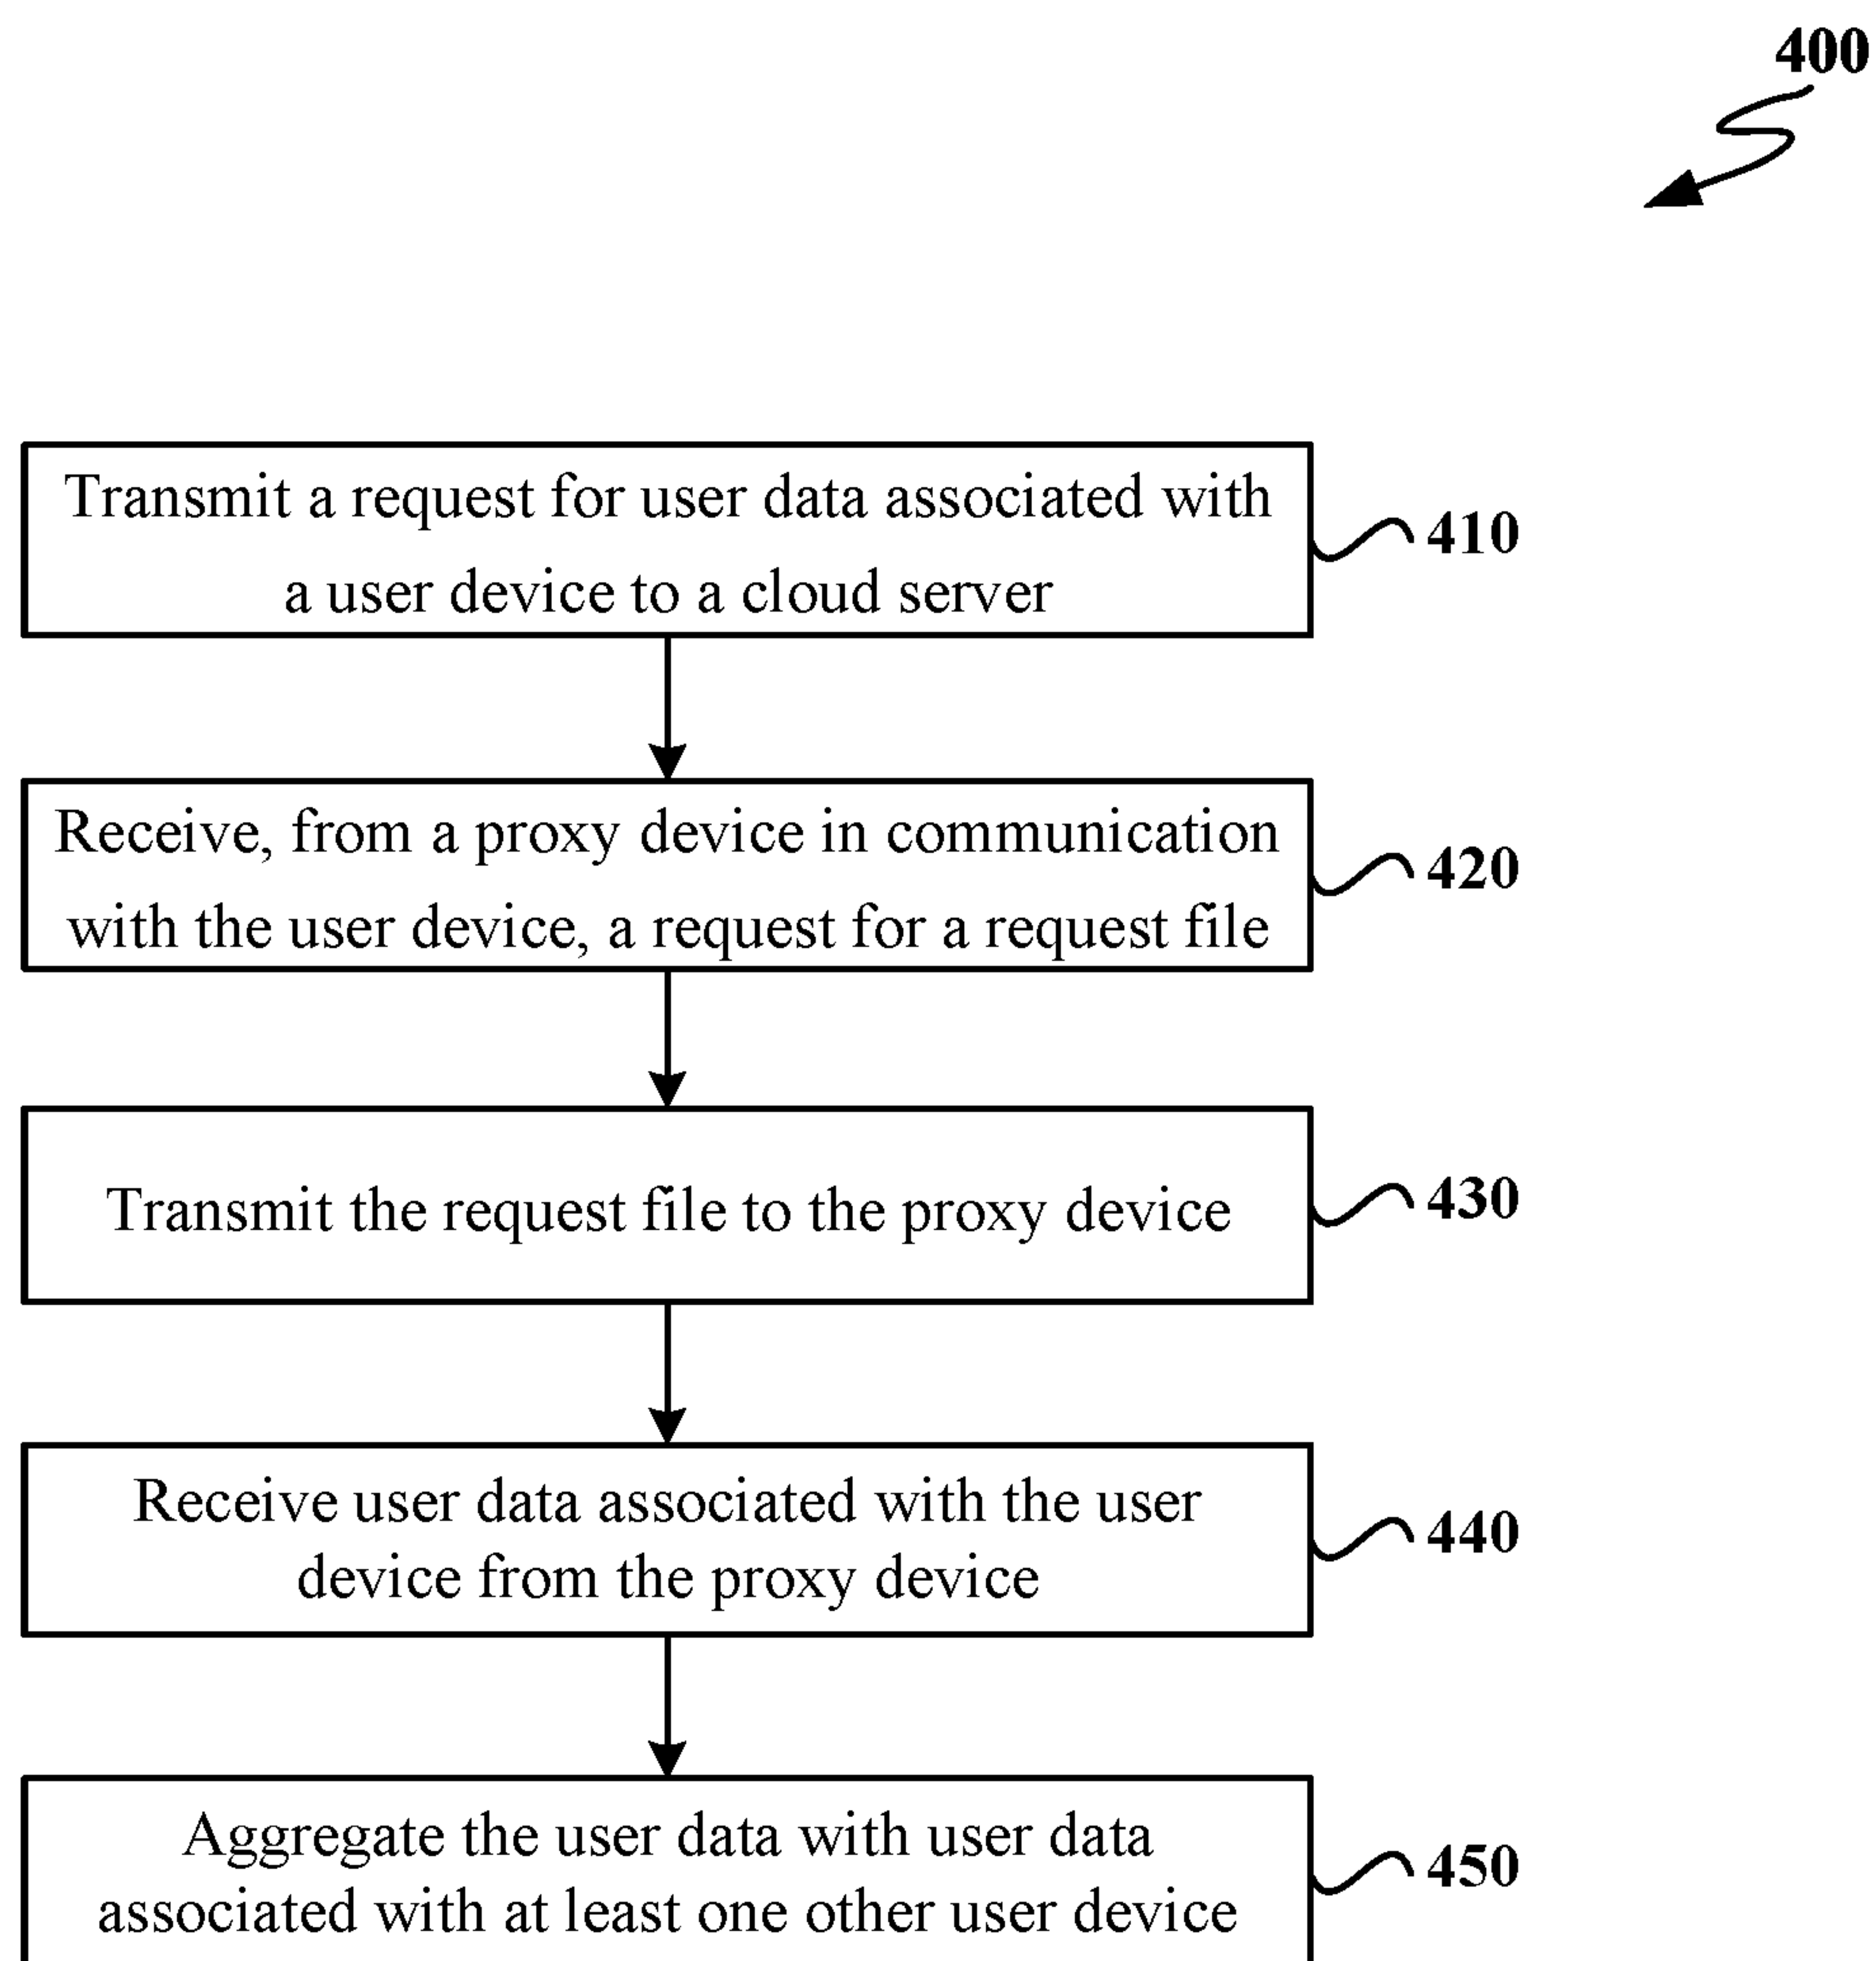 400
Transmit a request for user data associated with
a user device to a cloud server
410
Receive, from a proxy device in communication
with the user device, a request for a request file
420
Transmit the request file to the proxy device
430
Receive user data associated with the user
device from the proxy device
440
Aggregate the user data with user data
associated with at least one other user device
450